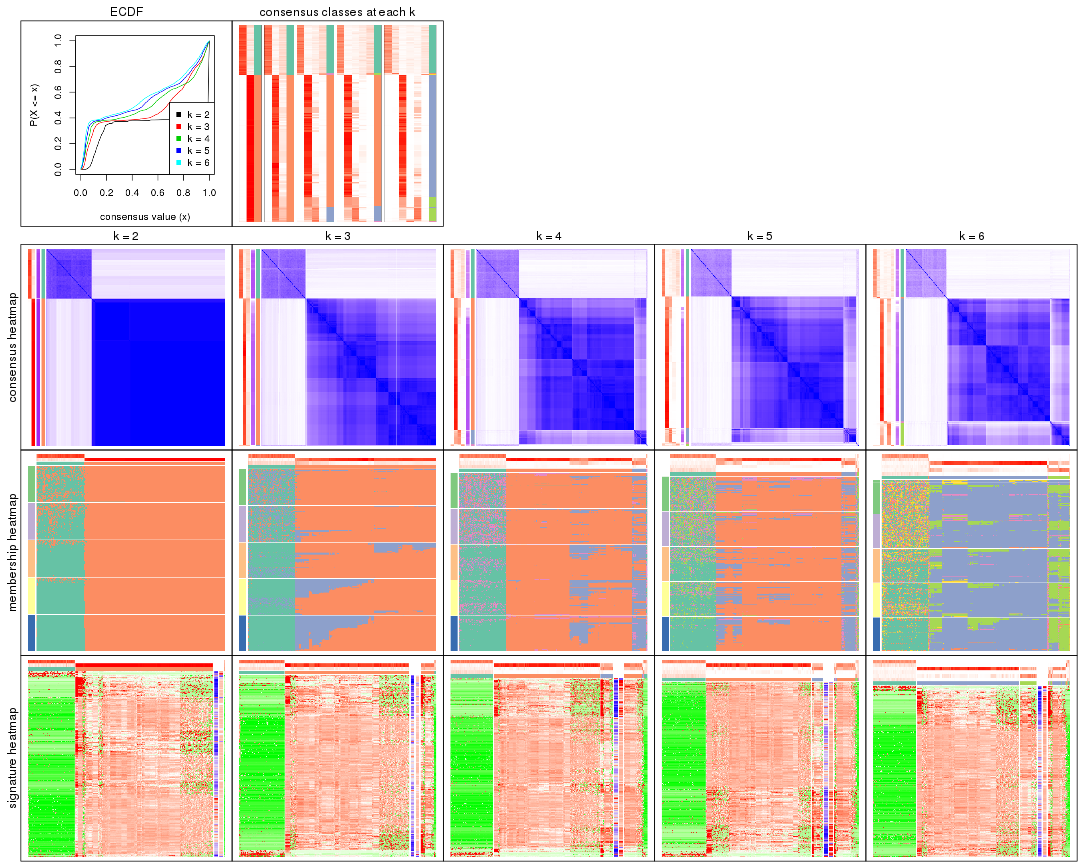 ECDF
consensus classes at each k
P(X <= x)
0.0 0.2 0.4 0.6 0.8 1.0
k = 2
k = 3
k = 4
k = 5
k = 6
0.0 0.2 0.4 0.6 0.8 1.0
consensus value (x)
k = 2
k = 3
k = 4
k = 5
k = 6
consensus heatmap
membership heatmap
signature heatmap